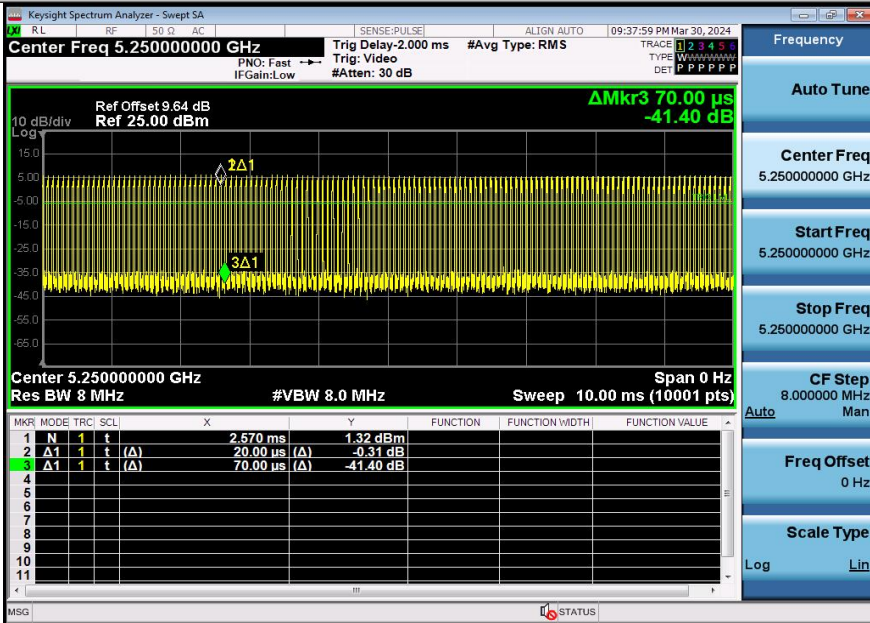 Keysight Spectrum Analyzer - Swept SA
LXI RL RF 50 Ω AC SENSE:PULSE ALIGN AUTO 09:37:59 PM Mar 30, 2024
Center Freq 5.250000000 GHz
PNO: Fast
IFGain:Low
Trig Delay-2.000 ms
Trig: Video
#Atten: 30 dB
#Avg Type: RMS
TRACE 1 2 3 4 5 6
TYPE WWWWWW
DET P P P P P P
Frequency
Auto Tune
Center Freq
5.250000000 GHz
Start Freq
5.250000000 GHz
Stop Freq
5.250000000 GHz
CF Step
8.000000 MHz
Auto Man
Freq Offset
0 Hz
Scale Type
Log Lin
ΔMkr3 70.00 µs
-41.40 dB
Ref Offset 9.64 dB
10 dB/div Ref 25.00 dBm
Log
15.0
5.00
-5.00
-15.0
-25.0
-35.0
-45.0
-55.0
-65.0
2Δ1
3Δ1
Center 5.250000000 GHz Span 0 Hz
Res BW 8 MHz #VBW 8.0 MHz Sweep 10.00 ms (10001 pts)
MKR MODE TRC SCL X Y FUNCTION FUNCTION WIDTH FUNCTION VALUE
1 N 1 t 2.570 ms 1.32 dBm
2 Δ1 1 t (Δ) 20.00 µs (Δ) -0.31 dB
3 Δ1 1 t (Δ) 70.00 µs (Δ) -41.40 dB
4
5
6
7
8
9
10
11
MSG STATUS